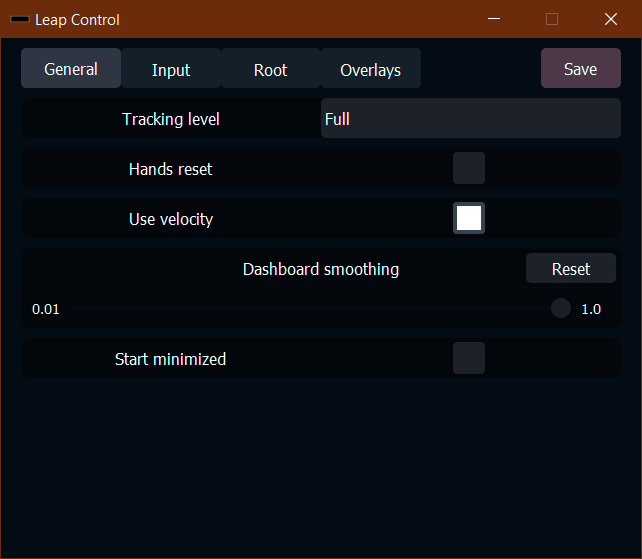 Leap Control
General Input Root Overlays Save
Tracking level Full
Hands reset
Use velocity
Dashboard smoothing Reset
0.01 1.0
Start minimized